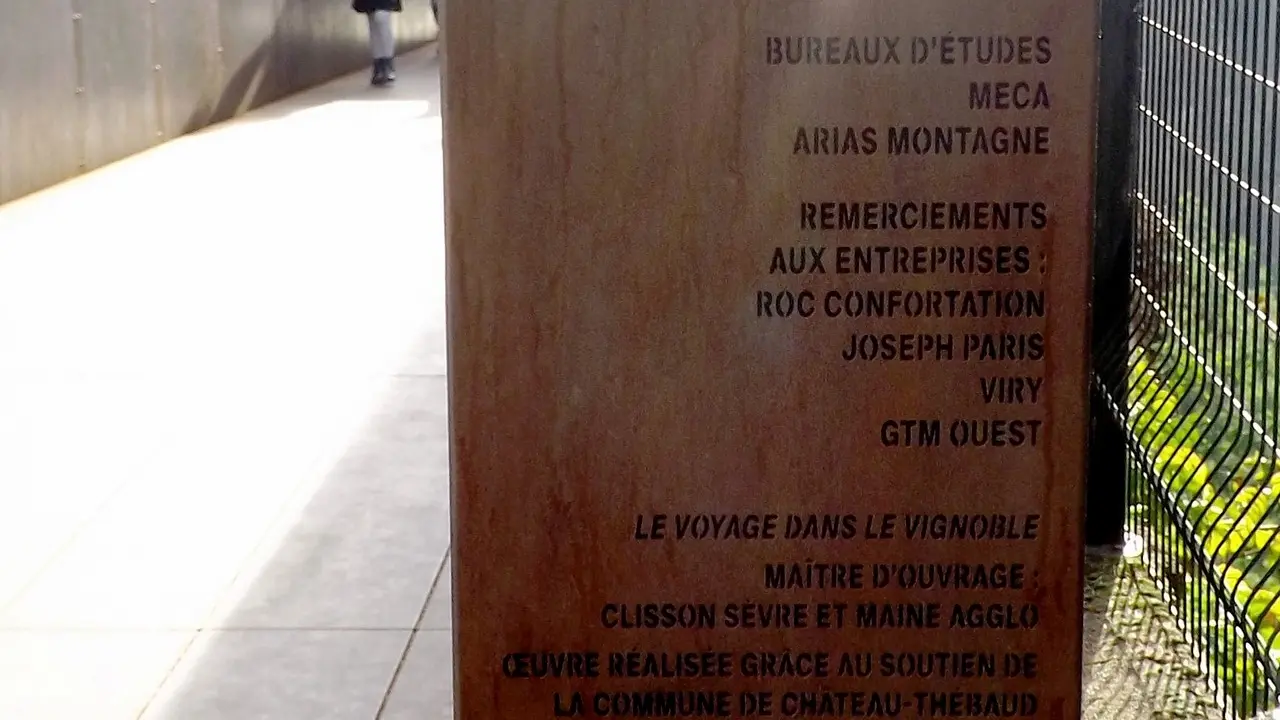 BUREAUX D'ÉTUDES
MECA
ARIAS MONTAGNE
REMERCIEMENTS
AUX ENTREPRISES :
ROC CONFORTATION
JOSEPH PARIS
VIRY
GTM OUEST
LE VOYAGE DANS LE VIGNOBLE
MAÎTRE D'OUVRAGE :
CLISSON SÈVRE ET MAINE AGGLO
ŒUVRE RÉALISÉE GRÂCE AU SOUTIEN DE
LA COMMUNE DE CHÂTEAU-THÉBAUD